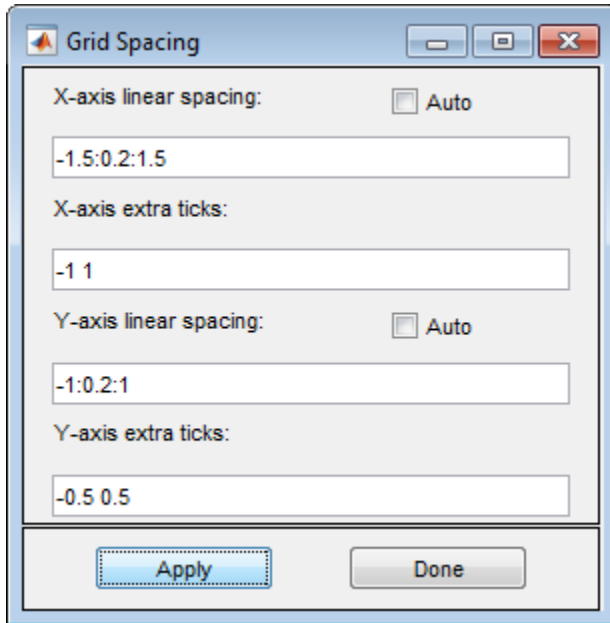 Grid Spacing
X-axis linear spacing: Auto
-1.5:0.2:1.5
X-axis extra ticks:
-1 1
Y-axis linear spacing: Auto
-1:0.2:1
Y-axis extra ticks:
-0.5 0.5
Apply Done